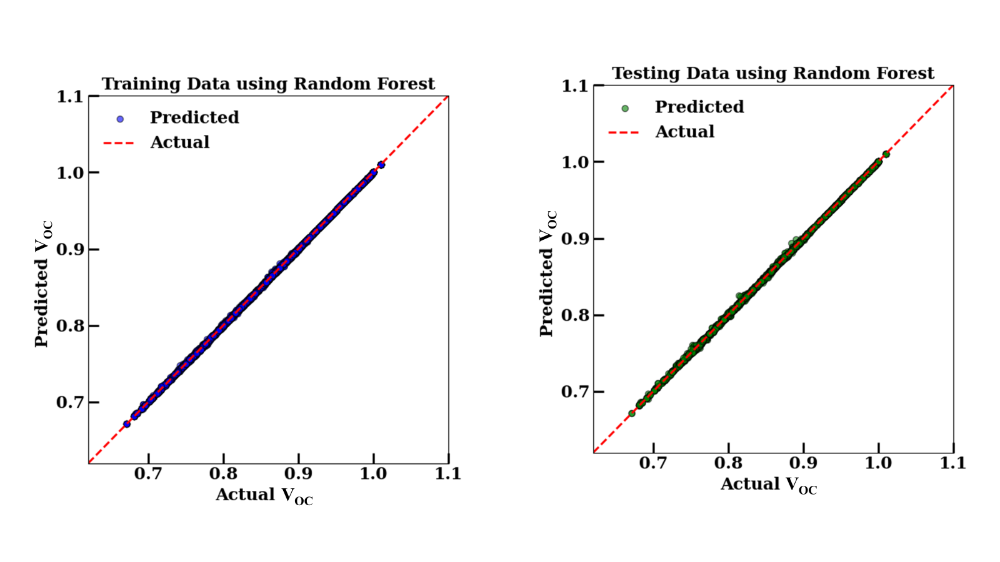 Training Data using Random Forest
Predicted
Actual
1.1
1.0
0.9
0.8
0.7
Predicted VOC
0.7 0.8 0.9 1.0 1.1
Actual VOC
Testing Data using Random Forest
Predicted
Actual
1.1
1.0
0.9
0.8
0.7
Predicted VOC
0.7 0.8 0.9 1.0 1.1
Actual VOC